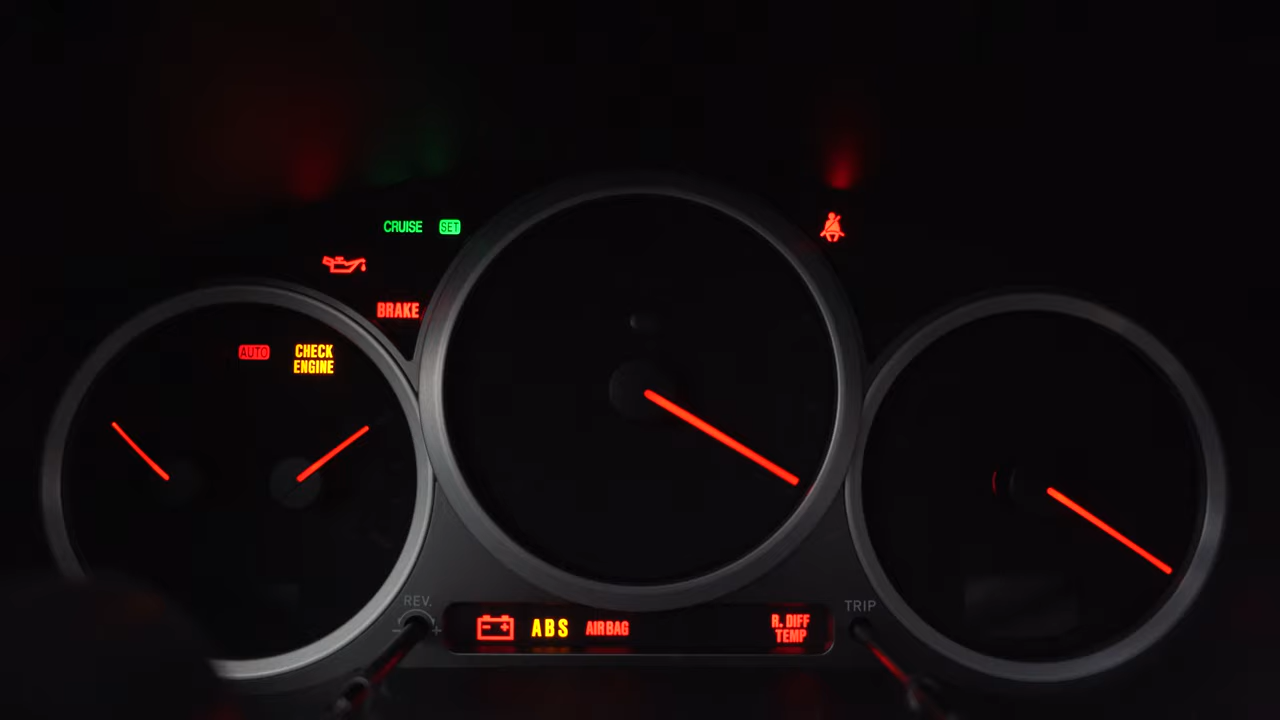 CRUISE SET
BRAKE
AUTO
CHECK
ENGINE
REV.
- +
TRIP
- + ABS AIRBAG
R. DIFF
TEMP